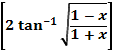 [2 tan⁻¹ √((1 − x)/(1 + x))]